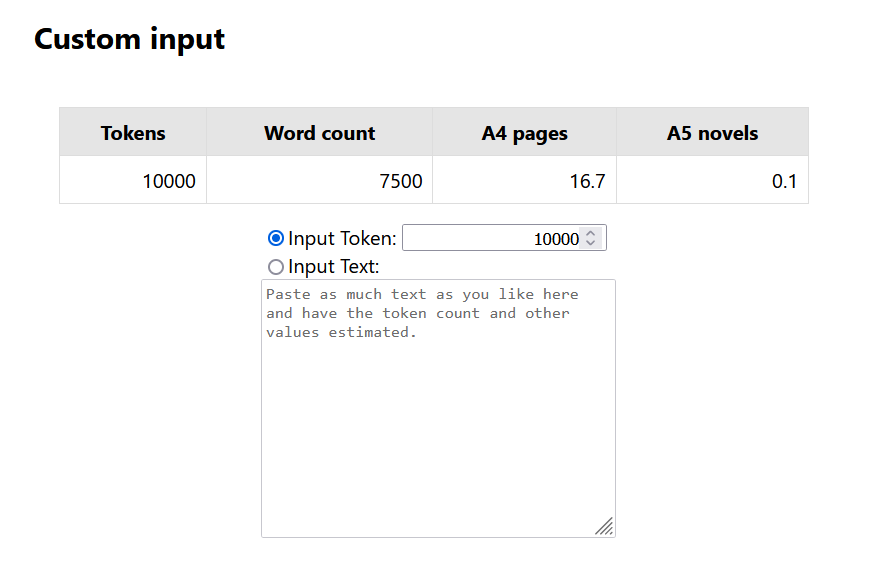 Custom input
Tokens Word count A4 pages A5 novels
10000 7500 16.7 0.1
Input Token: 10000
Input Text:
Paste as much text as you like here
and have the token count and other
values estimated.